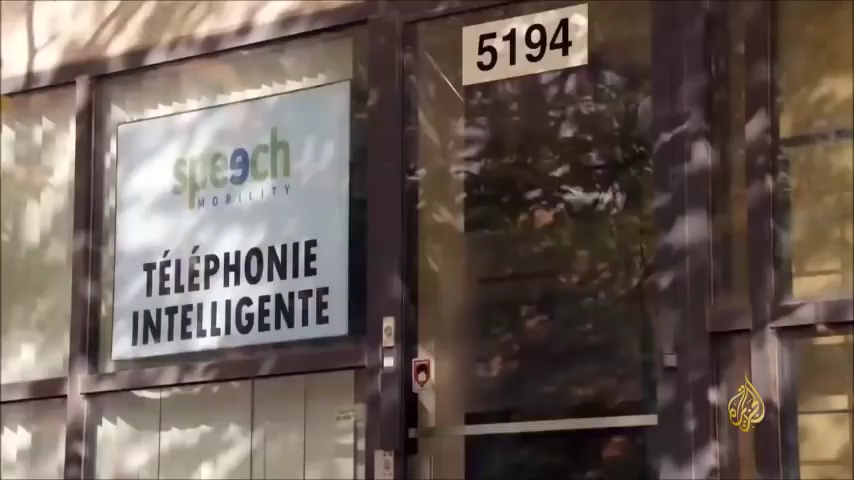 5194
speech
MOBILITY
TÉLÉPHONIE
INTELLIGENTE